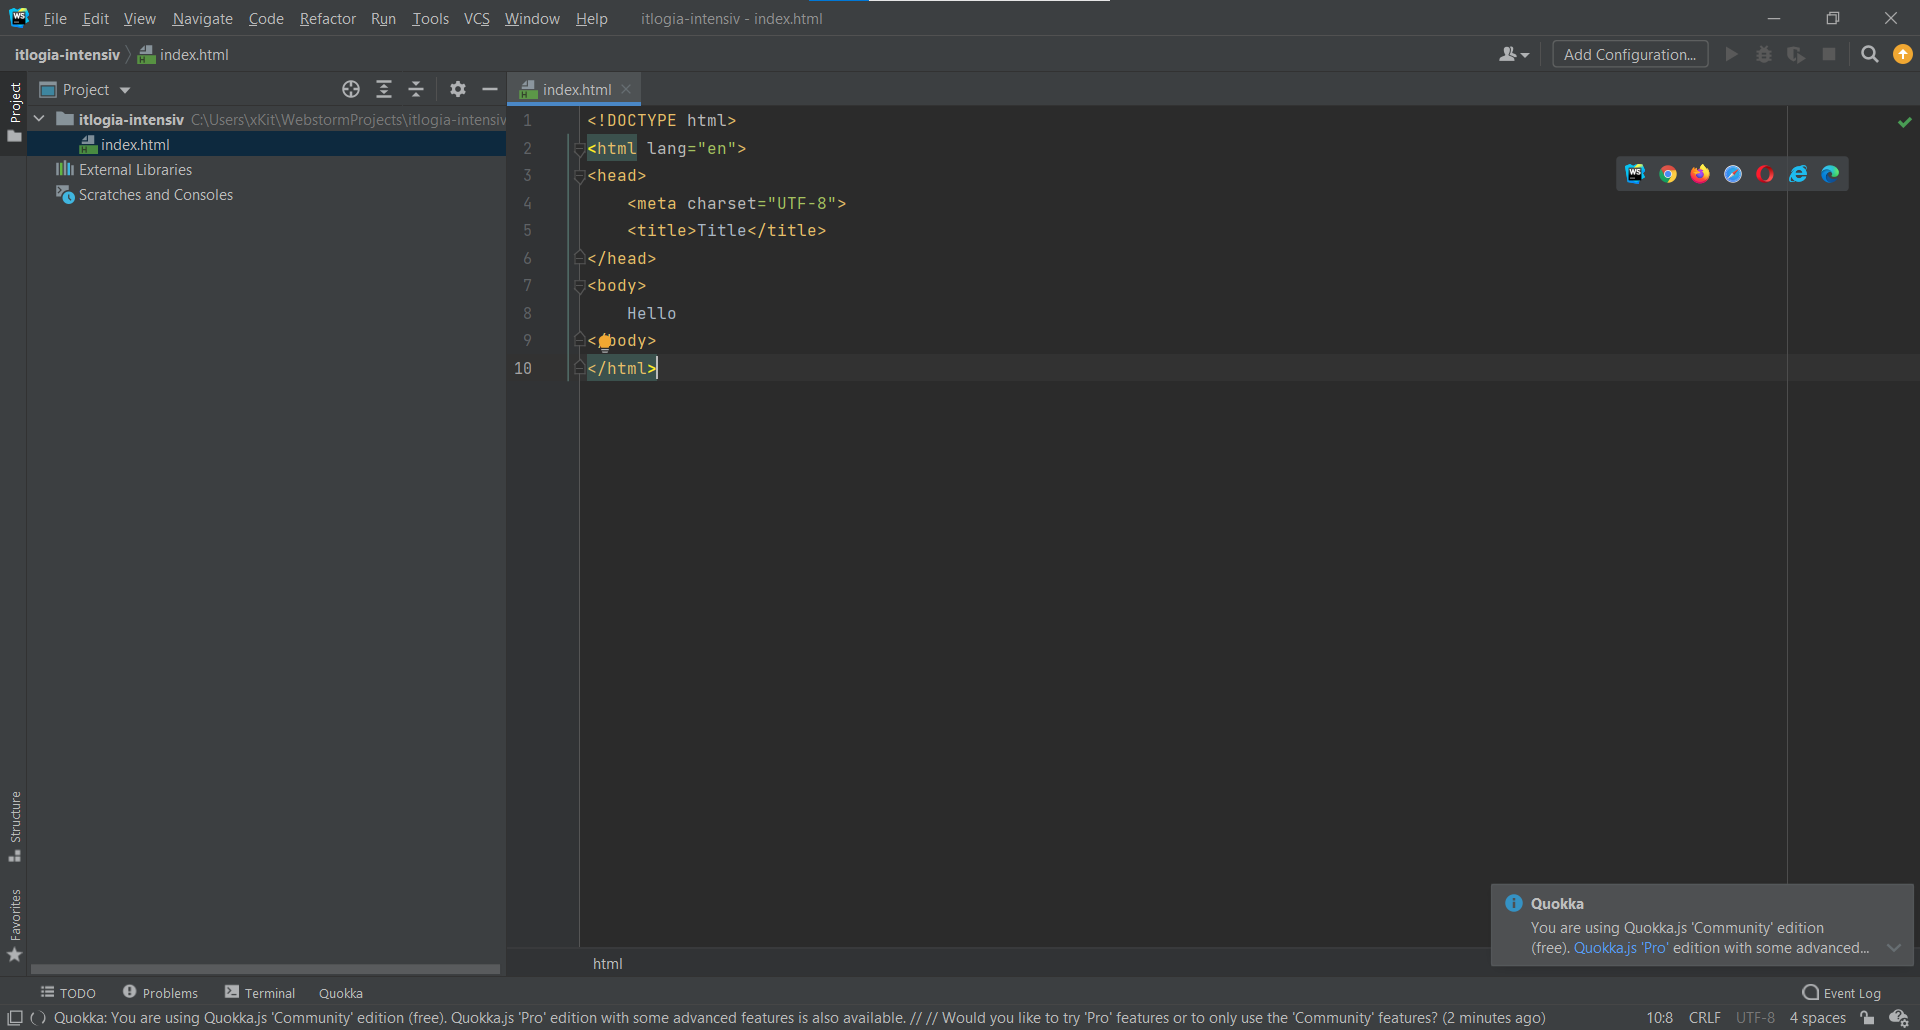 File Edit View Navigate Code Refactor Run Tools VCS Window Help itlogia-intensiv - index.html
itlogia-intensiv index.html Add Configuration...
Project
Project
index.html
itlogia-intensiv C:\Users\xKit\WebstormProjects\itlogia-intensiv
index.html
External Libraries
Scratches and Consoles
1 <!DOCTYPE html>
2 <html lang="en">
3 <head>
4 <meta charset="UTF-8">
5 <title>Title</title>
6 </head>
7 <body>
8 Hello
9 </body>
10 </html>
Structure
Favorites
Quokka
You are using Quokka.js 'Community' edition
(free). Quokka.js 'Pro' edition with some advanced...
html
TODO Problems Terminal Quokka Event Log
Quokka: You are using Quokka.js 'Community' edition (free). Quokka.js 'Pro' edition with some advanced features is also available. // // Would you like to try 'Pro' features or to only use the 'Community' features? (2 minutes ago) 10:8 CRLF UTF-8 4 spaces